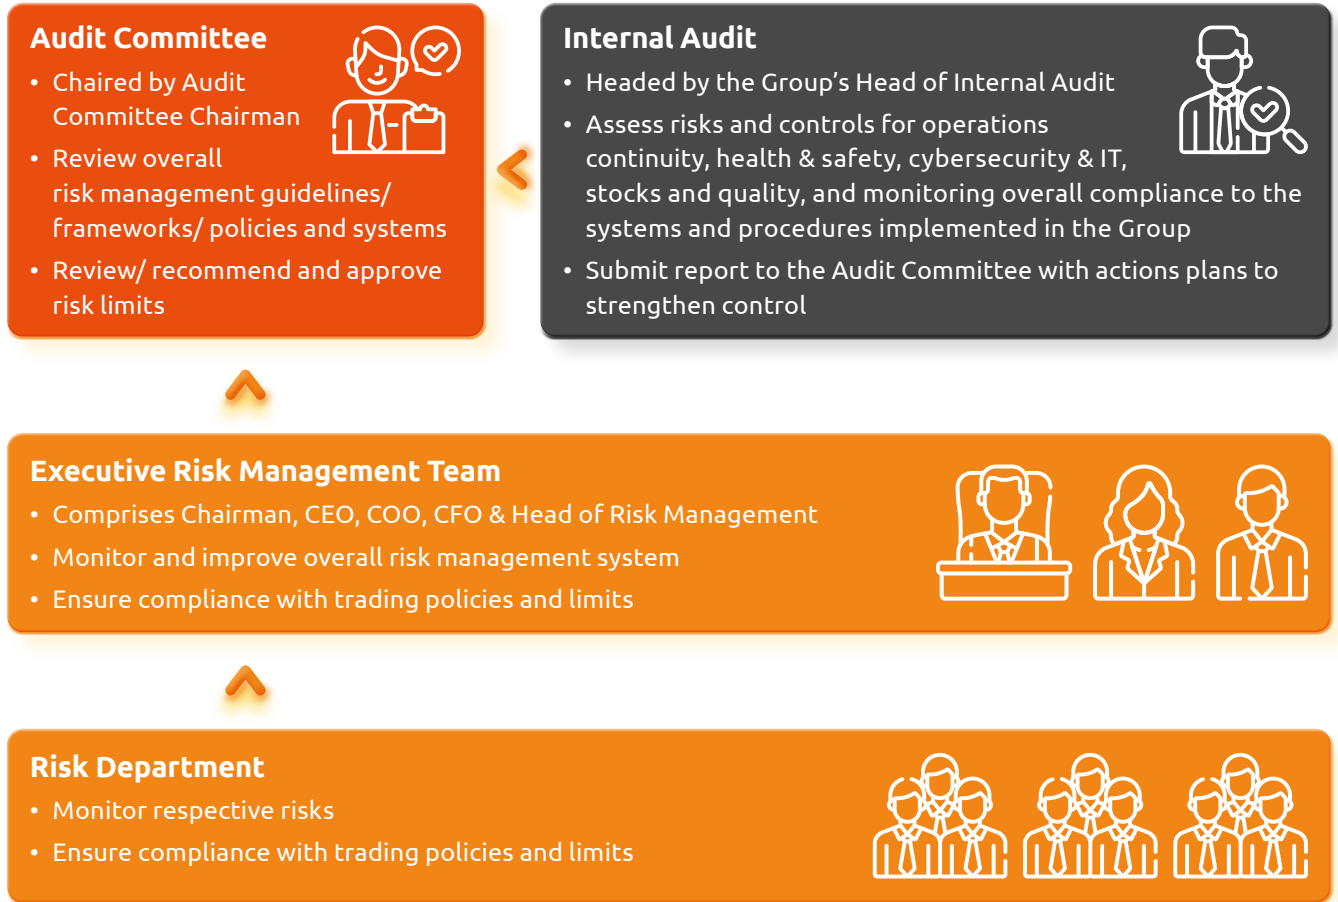 Audit Committee
• Chaired by Audit
Committee Chairman
• Review overall
risk management guidelines/
frameworks/ policies and systems
• Review/ recommend and approve
risk limits
Internal Audit
• Headed by the Group’s Head of Internal Audit
• Assess risks and controls for operations
continuity, health & safety, cybersecurity & IT,
stocks and quality, and monitoring overall compliance to the
systems and procedures implemented in the Group
• Submit report to the Audit Committee with actions plans to
strengthen control
Executive Risk Management Team
• Comprises Chairman, CEO, COO, CFO & Head of Risk Management
• Monitor and improve overall risk management system
• Ensure compliance with trading policies and limits
Risk Department
• Monitor respective risks
• Ensure compliance with trading policies and limits